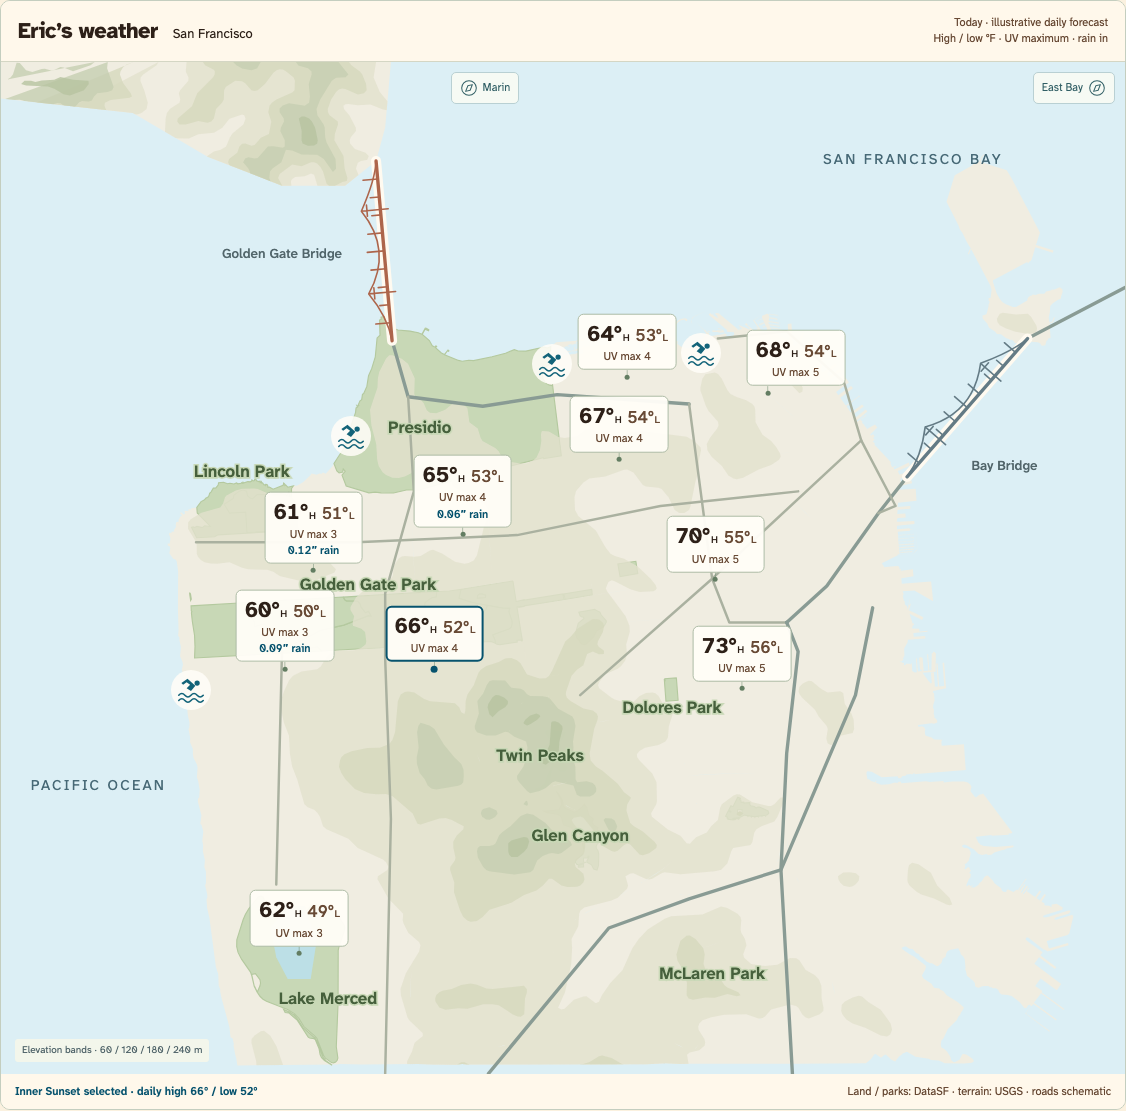 Eric's weather San Francisco
Today · illustrative daily forecast
High / low °F · UV maximum · rain in
Marin
East Bay
SAN FRANCISCO BAY
Golden Gate Bridge
64°H 53°L
UV max 4
68°H 54°L
UV max 5
67°H 54°L
UV max 4
Presidio
Bay Bridge
Lincoln Park
65°H 53°L
UV max 4
0.06″ rain
61°H 51°L
UV max 3
0.12″ rain
70°H 55°L
UV max 5
Golden Gate Park
60°H 50°L
UV max 3
0.09″ rain
66°H 52°L
UV max 4
73°H 56°L
UV max 5
Dolores Park
Twin Peaks
PACIFIC OCEAN
Glen Canyon
62°H 49°L
UV max 3
McLaren Park
Lake Merced
Elevation bands · 60 / 120 / 180 / 240 m
Inner Sunset selected · daily high 66° / low 52°
Land / parks: DataSF · terrain: USGS · roads schematic